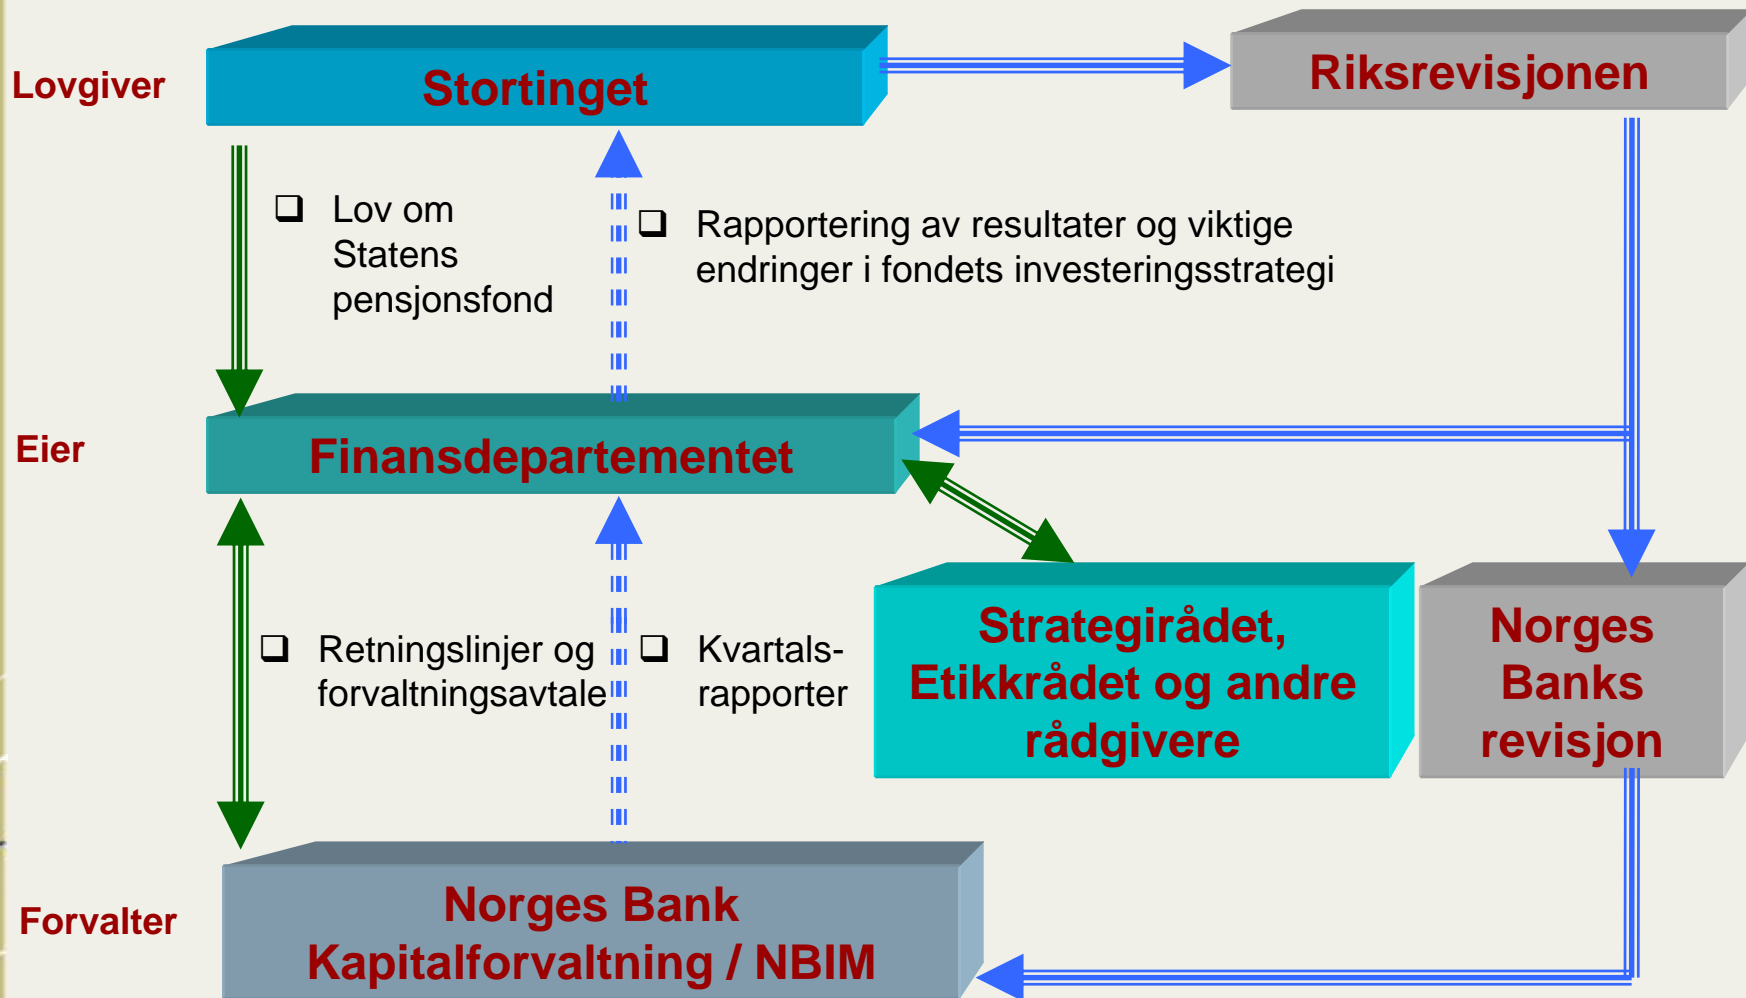 Lovgiver
Stortinget
Riksrevisjonen
Lov om
Statens
pensjonsfond
Rapportering av resultater og viktige
endringer i fondets investeringsstrategi
Eier
Finansdepartementet
Retningslinjer og
forvaltningsavtale
Kvartals-
rapporter
Strategirådet,
Etikkrådet og andre
rådgivere
Norges
Banks
revisjon
Forvalter
Norges Bank
Kapitalforvaltning / NBIM